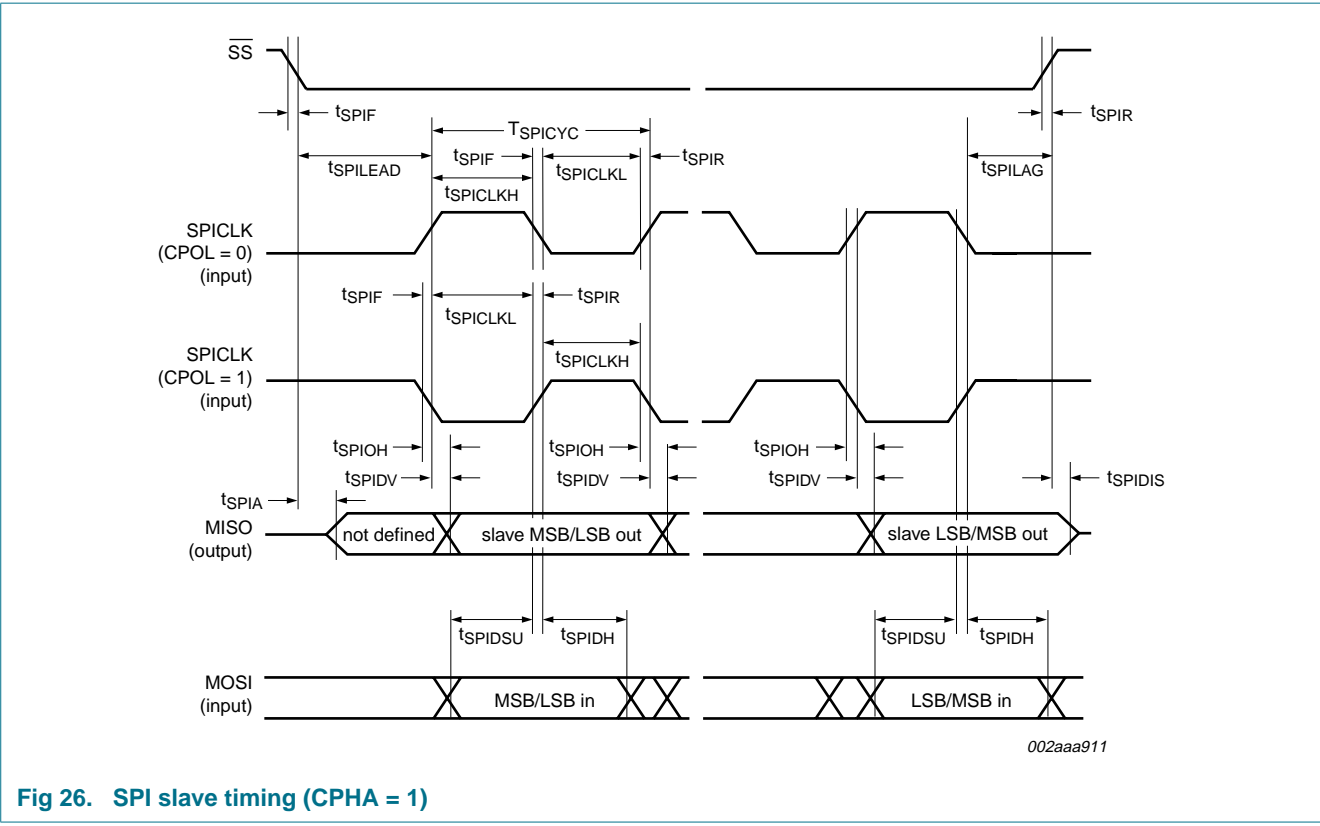 SS
tSPIF
tSPIR
TSPICYC
tSPIF
tSPIR
tSPILEAD
tSPICLKL
tSPILAG
tSPICLKH
SPICLK
(CPOL = 0)
(input)
tSPIF
tSPIR
tSPICLKL
SPICLK
(CPOL = 1)
(input)
tSPICLKH
tSPIOH
tSPIOH
tSPIOH
tSPIDV
tSPIDV
tSPIDV
tSPIDIS
tSPIA
MISO
(output)
not defined
slave MSB/LSB out
slave LSB/MSB out
tSPIDSU
tSPIDH
tSPIDSU
tSPIDH
MOSI
(input)
MSB/LSB in
LSB/MSB in
002aaa911
Fig 26. SPI slave timing (CPHA = 1)